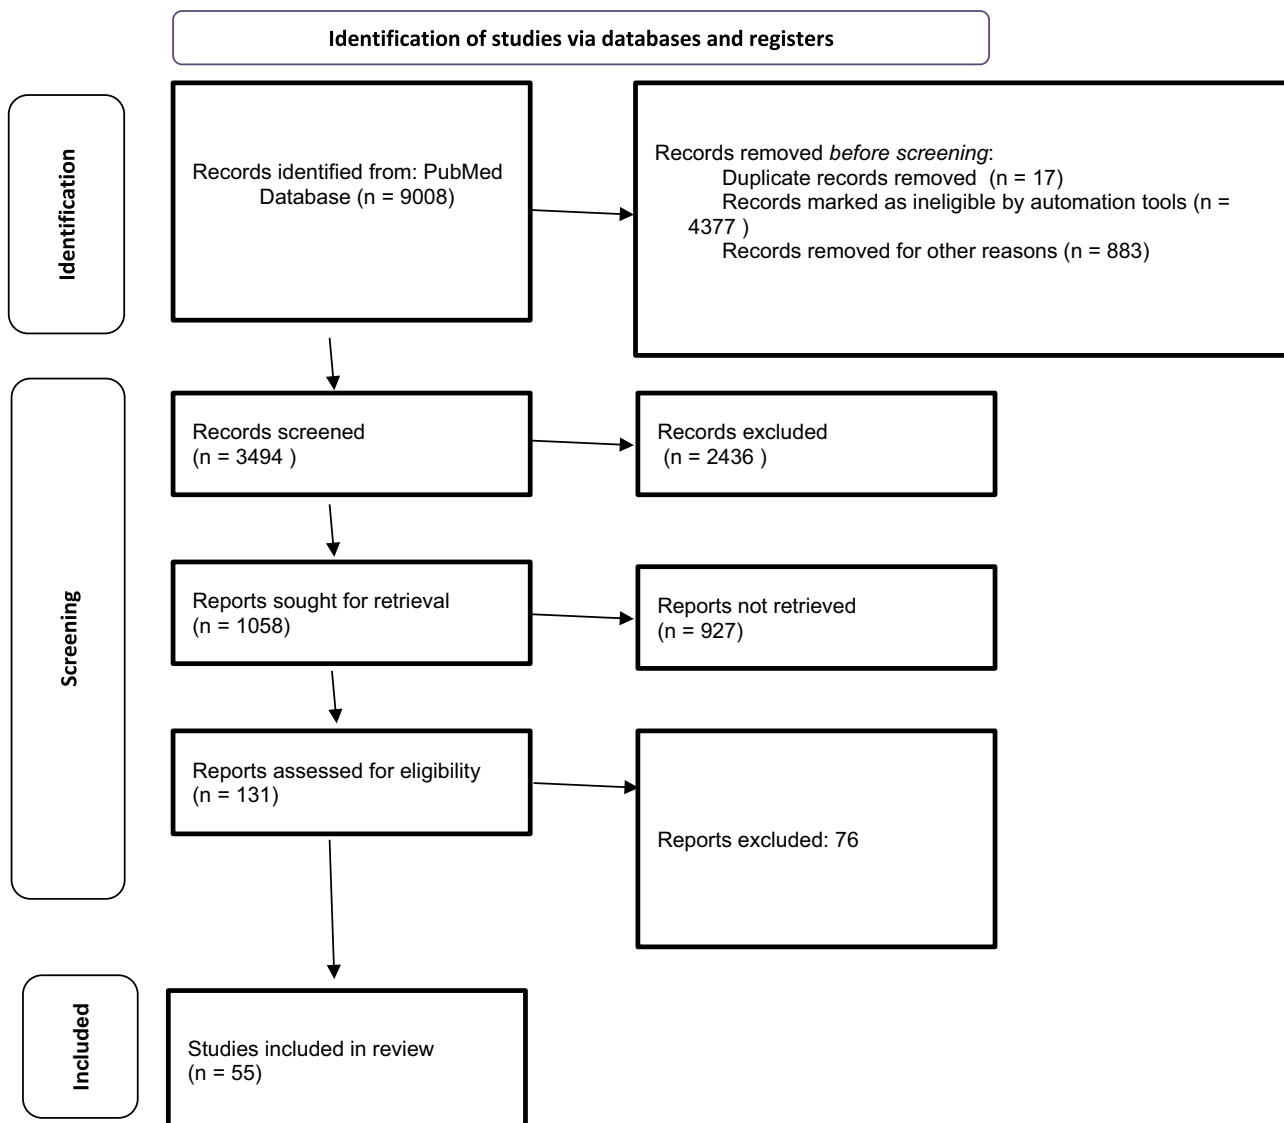 Identification of studies via databases and registers
Identification
Records identified from: PubMed
Database (n = 9008)
Records removed before screening:
Duplicate records removed (n = 17)
Records marked as ineligible by automation tools (n =
4377 )
Records removed for other reasons (n = 883)
Screening
Records screened
(n = 3494 )
Records excluded
(n = 2436 )
Reports sought for retrieval
(n = 1058)
Reports not retrieved
(n = 927)
Reports assessed for eligibility
(n = 131)
Reports excluded: 76
Included
Studies included in review
(n = 55)